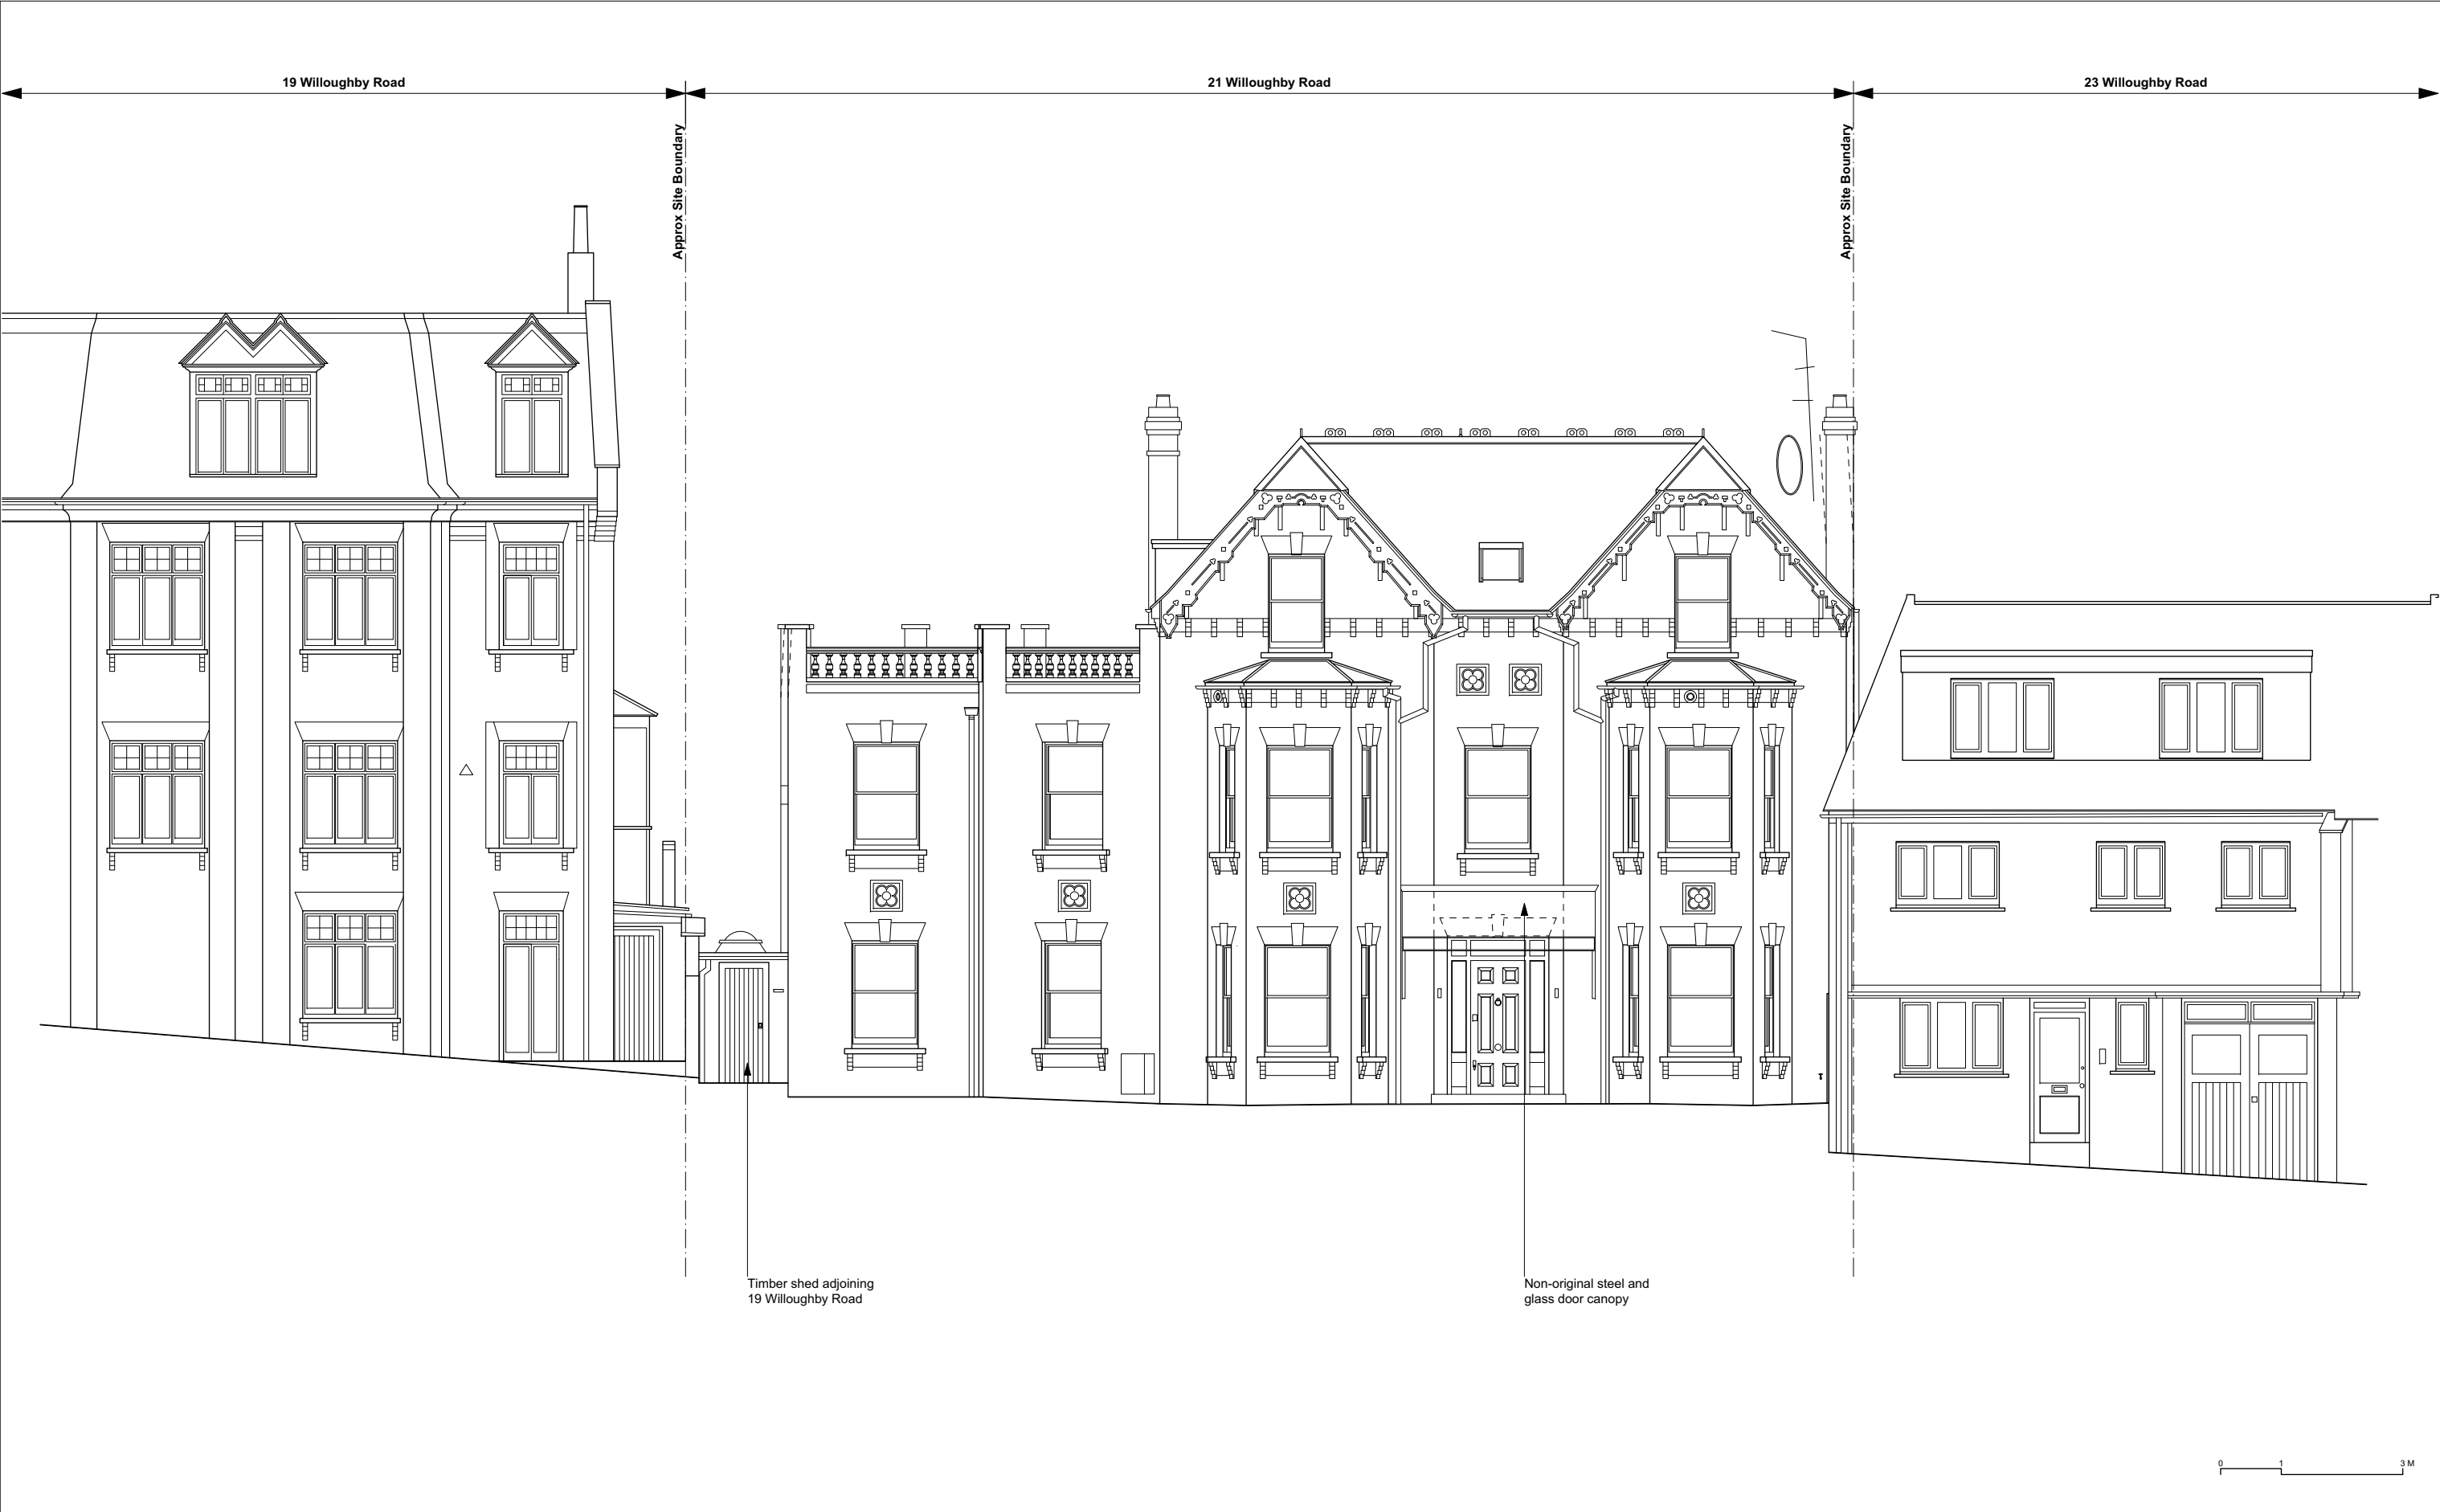 19 Willoughby Road
21 Willoughby Road
23 Willoughby Road
Approx Site Boundary
Approx Site Boundary
Timber shed adjoining
19 Willoughby Road
Non-original steel and
glass door canopy
0 1 3 M